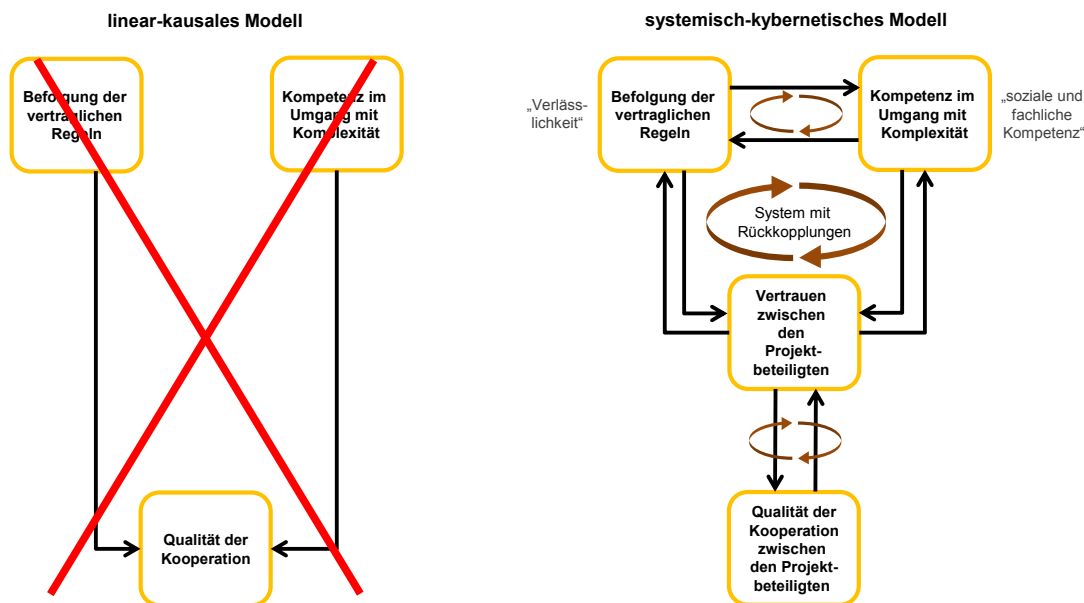 linear-kausales Modell
Befolgung der
vertraglichen
Regeln
Kompetenz im
Umgang mit
Komplexität
Qualität der
Kooperation
systemisch-kybernetisches Modell
„Verläss-
lichkeit“
Befolgung der
vertraglichen
Regeln
Kompetenz im
Umgang mit
Komplexität
„soziale und
fachliche
Kompetenz“
System mit
Rückkopplungen
Vertrauen
zwischen
den
Projekt-
beteiligten
Qualität der
Kooperation
zwischen
den Projekt-
beteiligten